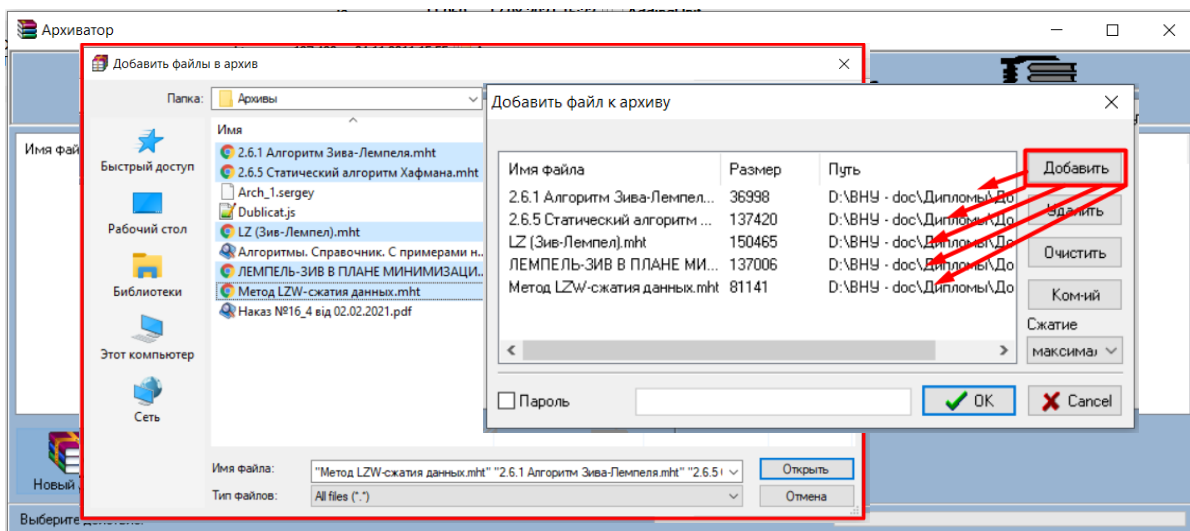 Архиватор
Добавить файлы в архив
Папка: Архивы
Имя
2.6.1 Алгоритм Зива-Лемпеля.mht
2.6.5 Статический алгоритм Хафмана.mht
Arch_1.sergey
Dublicat.js
LZ (Зив-Лемпел).mht
Алгоритмы. Справочник. С примерами н..
ЛЕМПЕЛЬ-ЗИВ В ПЛАНЕ МИНИМИЗАЦИ..
Метод LZW-сжатия данных.mht
Наказ №16_4 від 02.02.2021.pdf
Быстрый доступ
Рабочий стол
Библиотеки
Этот компьютер
Сеть
Имя файла: "Метод LZW-сжатия данных.mht" "2.6.1 Алгоритм Зива-Лемпеля.mht" "2.6.5
Открыть
Тип файлов: All files (*.*)
Отмена
Добавить файл к архиву
Имя файла Размер Путь
2.6.1 Алгоритм Зива-Лемпел... 36998 D:\ВНУ - doc\Дипломы\До
2.6.5 Статический алгоритм ... 137420 D:\ВНУ - doc\Дипломы\До
LZ (Зив-Лемпел).mht 150465 D:\ВНУ - doc\Дипломы\До
ЛЕМПЕЛЬ-ЗИВ В ПЛАНЕ МИ... 137006 D:\ВНУ - doc\Дипломы\До
Метод LZW-сжатия данных.mht 81141 D:\ВНУ - doc\Дипломы\До
Добавить
Удалить
Очистить
Ком-ий
Сжатие
максимал
Пароль
OK
Cancel
Имя фай
Новый
Выберите